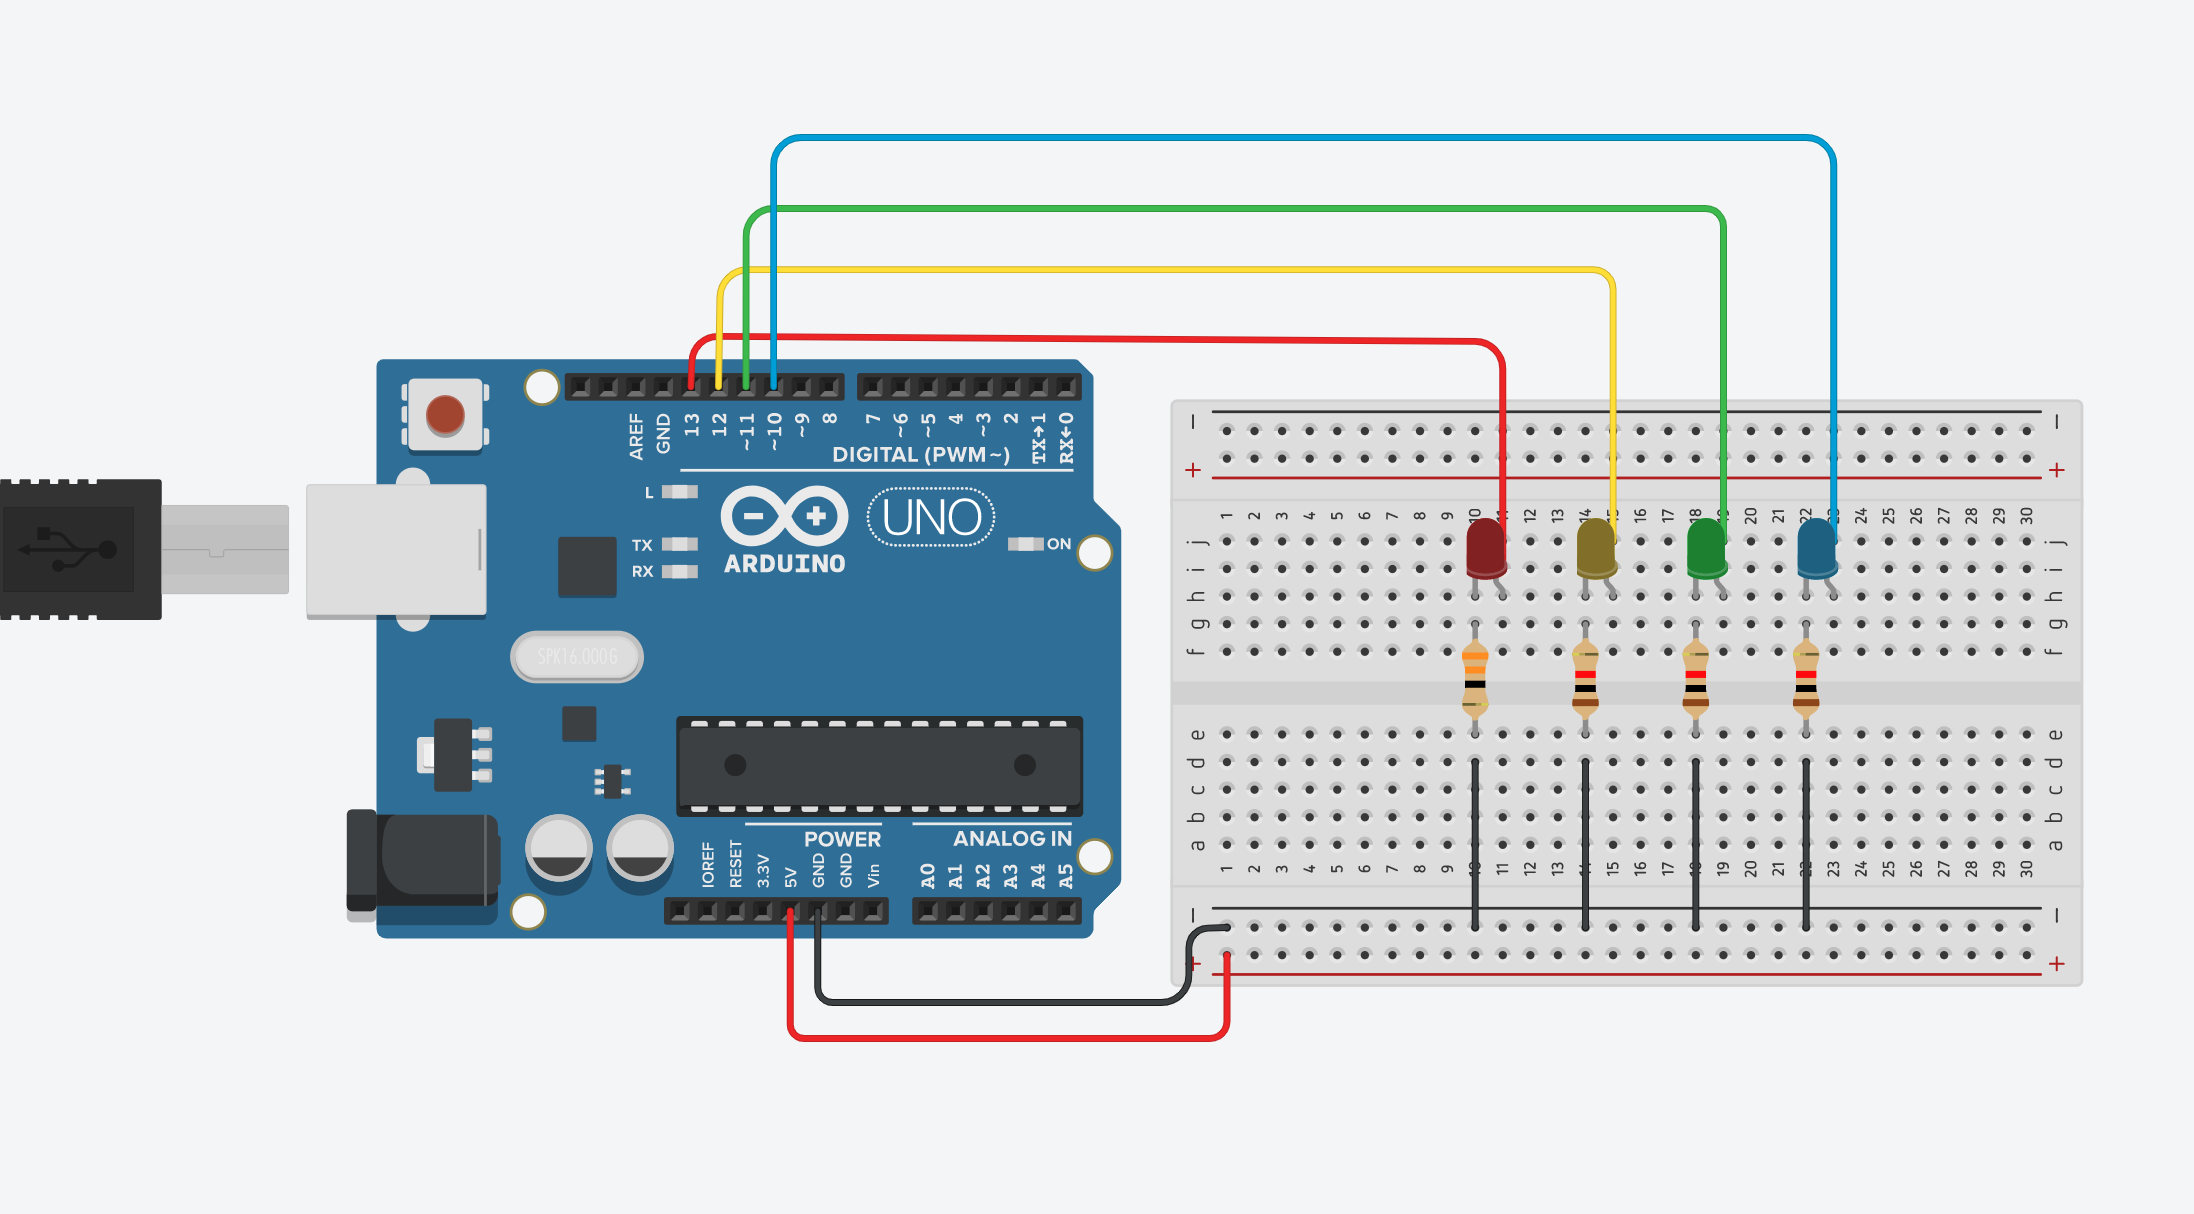 AREF
GND
13
12
~11
~10
~9
8
7
~6
~5
4
~3
2
TX→1
RX←0
DIGITAL (PWM~)
L
TX
RX
ARDUINO
UNO
ON
SPK16.000G
POWER
ANALOG IN
IOREF
RESET
3.3V
5V
GND
GND
Vin
A0
A1
A2
A3
A4
A5
− −
+ +
1 2 3 4 5 6 7 8 9 10 11 12 13 14 15 16 17 18 19 20 21 22 23 24 25 26 27 28 29 30
j j
i i
h h
g g
f f
e e
d d
c c
b b
a a
1 2 3 4 5 6 7 8 9 10 11 12 13 14 15 16 17 18 19 20 21 22 23 24 25 26 27 28 29 30
− −
+ +